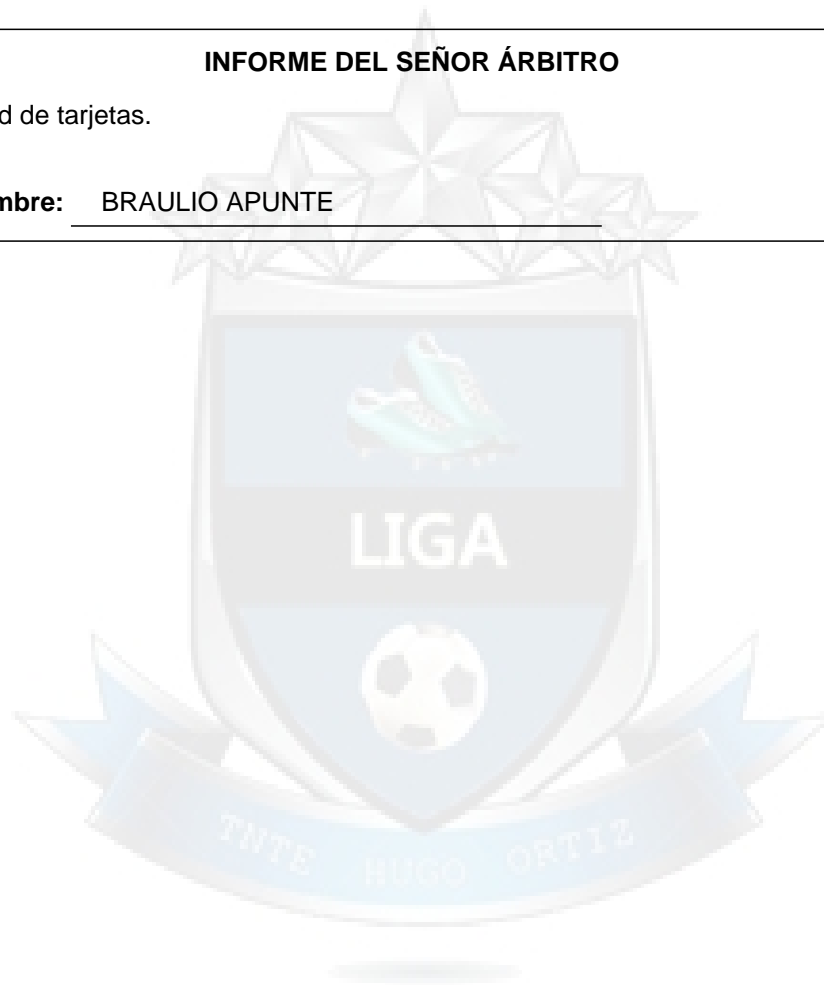 INFORME DEL SEÑOR ÁRBITRO
d de tarjetas.
mbre: BRAULIO APUNTE
LIGA
TNTE HUGO ORTIZ